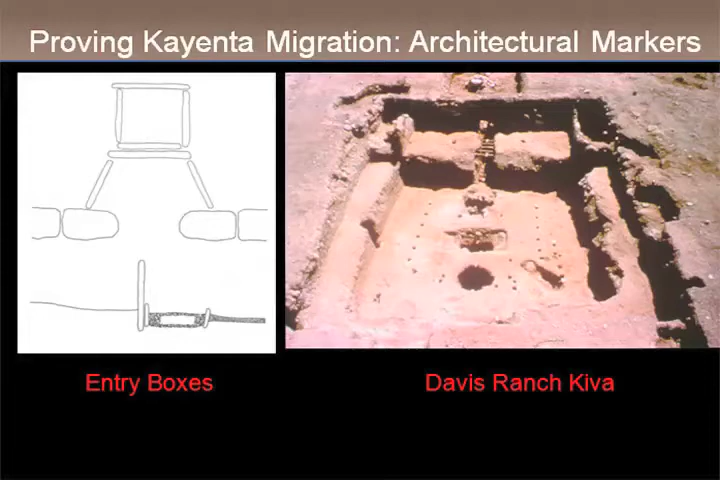 Proving Kayenta Migration: Architectural Markers
Entry Boxes
Davis Ranch Kiva